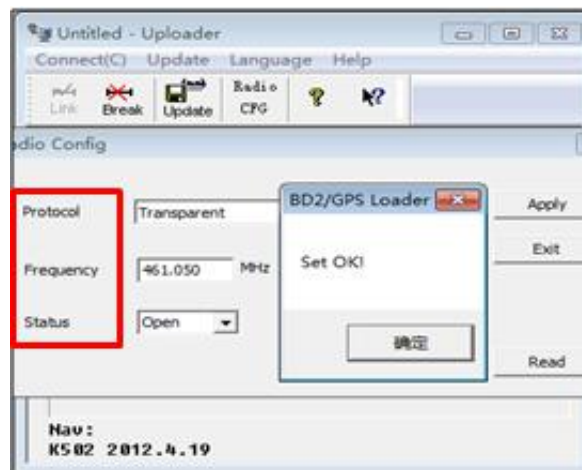 Untitled - Uploader
Connect(C) Update Language Help
Link Break Update Radio CFG
dio Config
Protocol Transparent
BD2/GPS Loader
Apply
Set OK!
Exit
Frequency 461.050 MHz
Status Open
确定
Read
Nav:
K502 2012.4.19